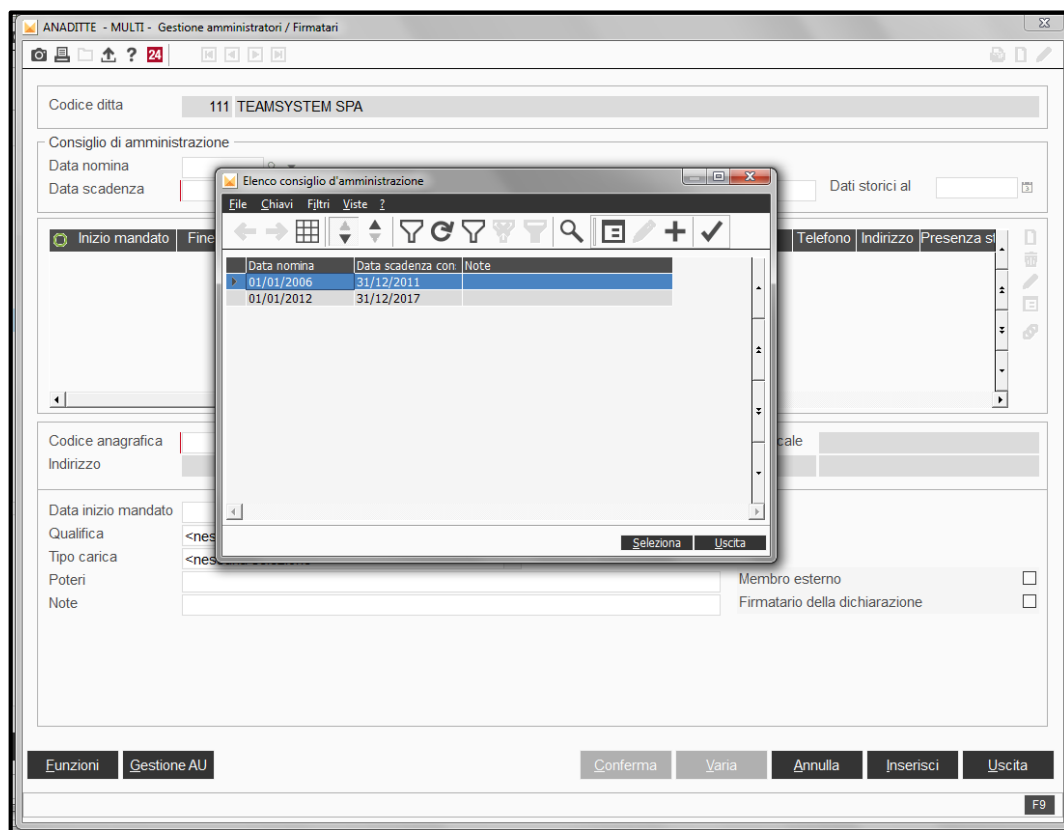 ANADITTE - MULTI - Gestione amministratori / Firmatari
? 24
Codice ditta 111 TEAMSYSTEM SPA
Consiglio di amministrazione
Data nomina
Data scadenza
Dati storici al
Elenco consiglio d'amministrazione
File Chiavi Filtri Viste ?
Inizio mandato Fine
Telefono Indirizzo Presenza st
Data nomina Data scadenza con Note
01/01/2006 31/12/2011
01/01/2012 31/12/2017
Codice anagrafica
cale
Indirizzo
Data inizio mandato
Qualifica <nes
Seleziona Uscita
Tipo carica
Poteri
Membro esterno
Note
Firmatario della dichiarazione
Funzioni Gestione AU Conferma Varia Annulla Inserisci Uscita
F9